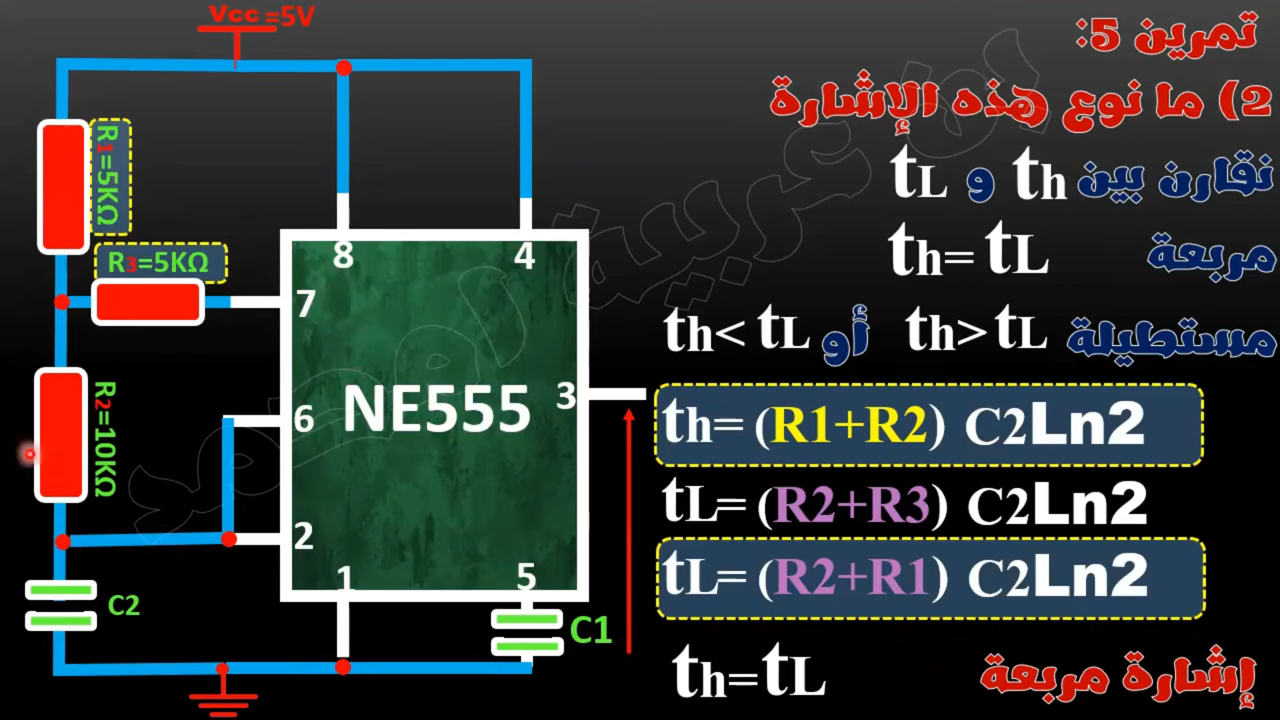 Vcc=5V
تمرين 5:
2) ما نوع هذه الإشارة
نقارن بين th و tL
مربعة th= tL
مستطيلة th> tL أو th< tL
th= (R1+R2) C2Ln2
tL= (R2+R3) C2Ln2
tL= (R2+R1) C2Ln2
إشارة مربعة th=tL
R1=5KΩ
R3=5KΩ
R2=10KΩ
8
4
7
NE555
3
6
2
1
5
C2
C1